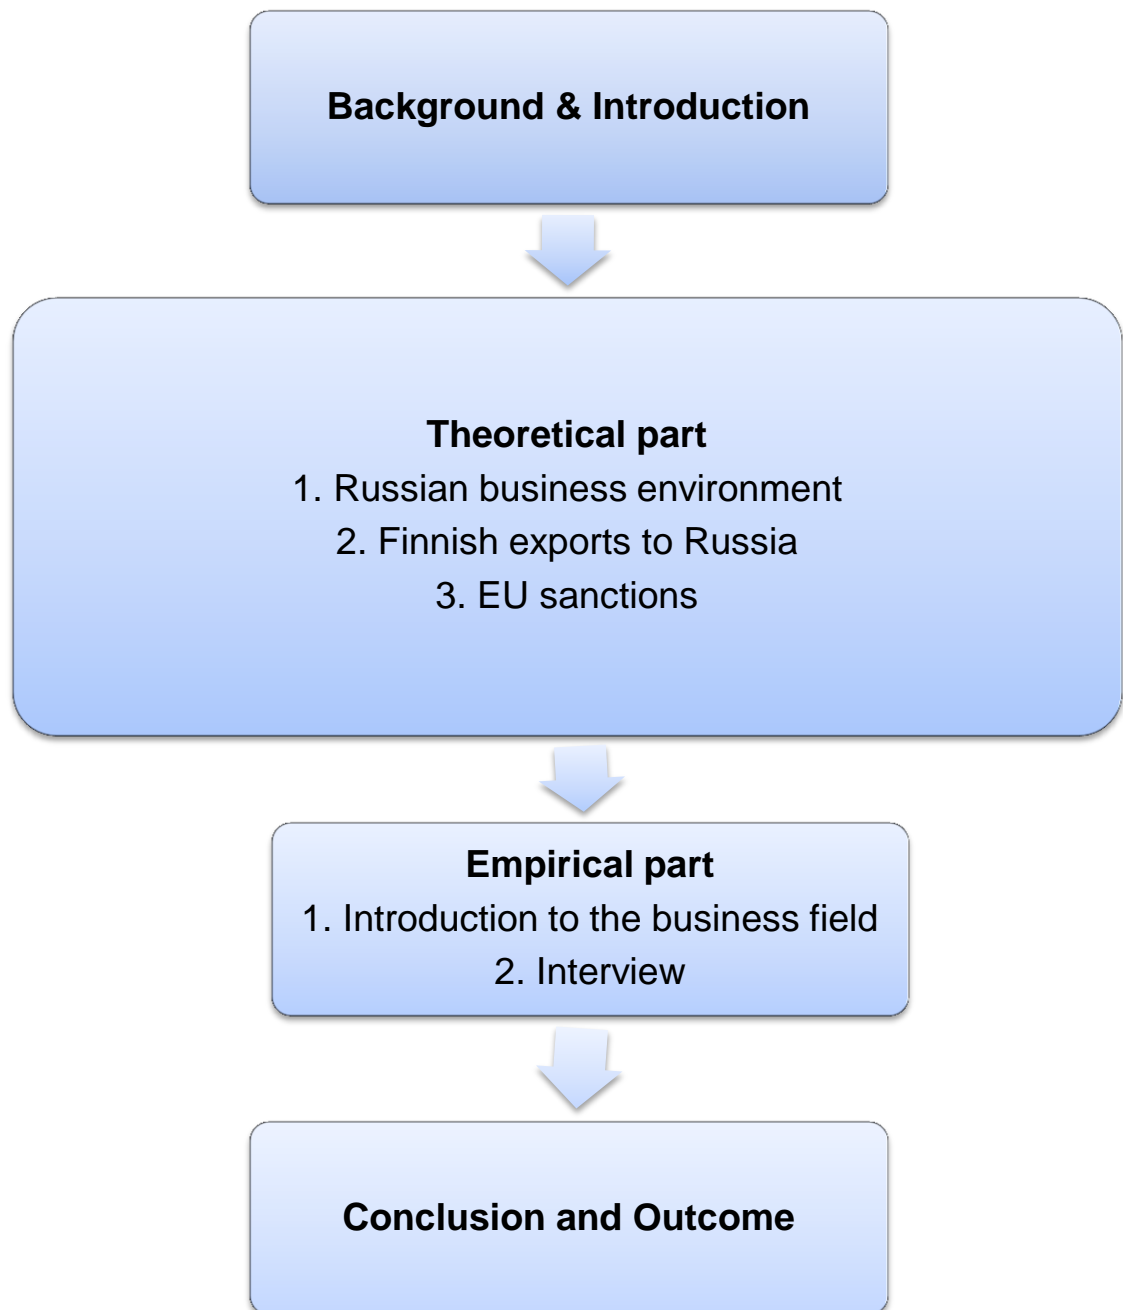 Background & Introduction
Theoretical part
1. Russian business environment
2. Finnish exports to Russia
3. EU sanctions
Empirical part
1. Introduction to the business field
2. Interview
Conclusion and Outcome